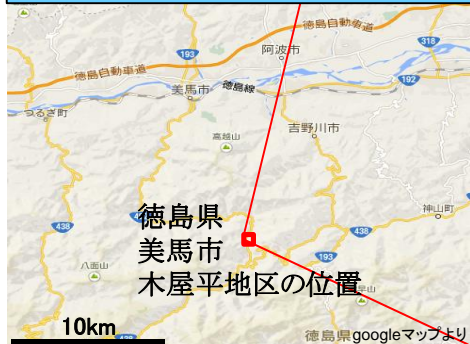 阿波市
318
193
徳島自動車道
徳島自動車道
192
美馬市
徳島線
つるぎ町
高越山
吉野川市
神山町
徳島県
438
438
438
美馬市
193
八面山
木屋平地区の位置
早山
10km
徳島県googleマップより